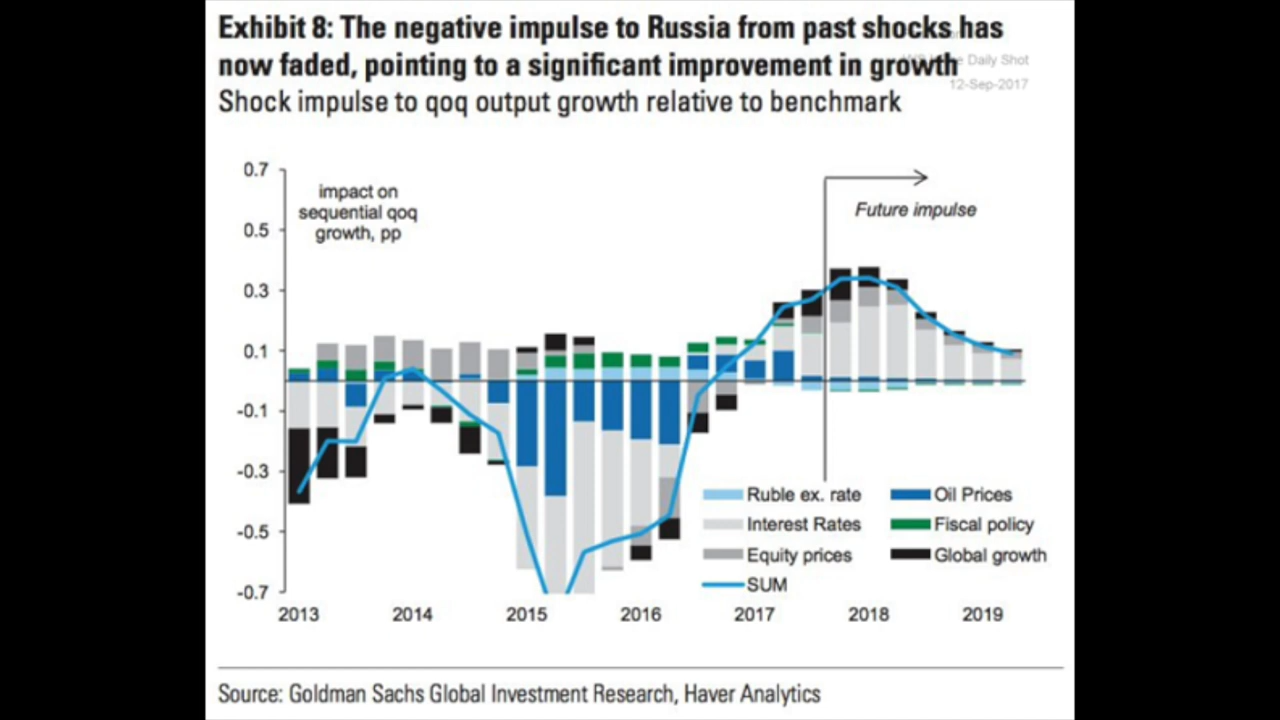 Exhibit 8: The negative impulse to Russia from past shocks has
now faded, pointing to a significant improvement in growth
Daily Shot
12-Sep-2017
Shock impulse to qoq output growth relative to benchmark
0.7
0.5
0.3
0.1
-0.1
-0.3
-0.5
-0.7
impact on
sequential qoq
growth, pp
Future impulse
Ruble ex. rate
Oil Prices
Interest Rates
Fiscal policy
Equity prices
Global growth
SUM
2013 2014 2015 2016 2017 2018 2019
Source: Goldman Sachs Global Investment Research, Haver Analytics